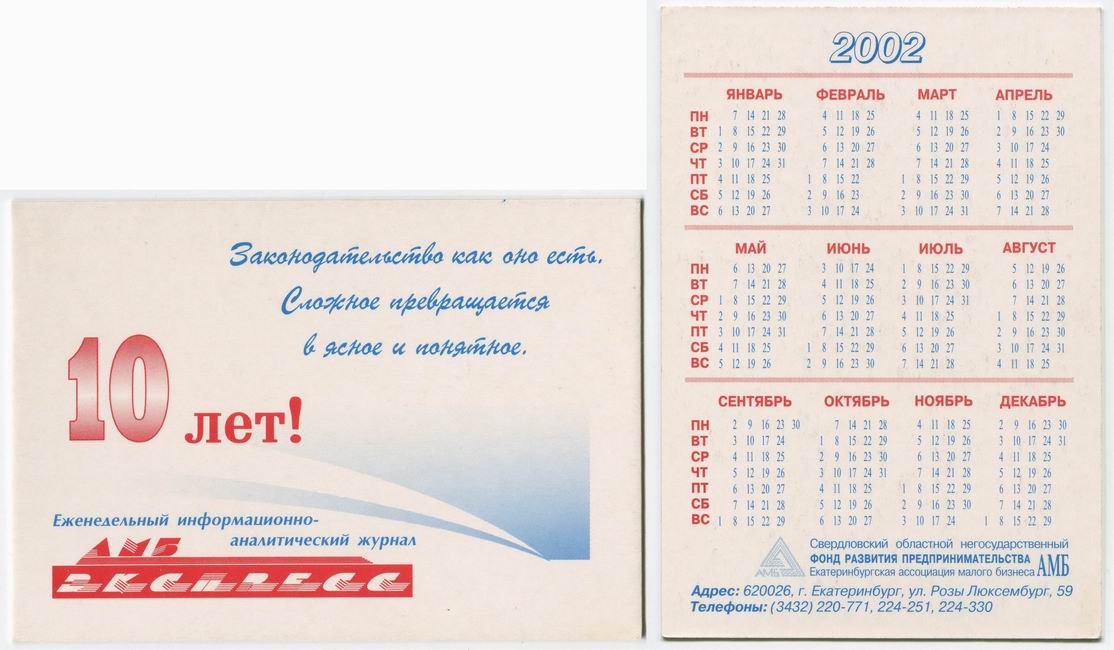 Законодательство как оно есть.
Сложное превращается
в ясное и понятное.
10 лет!
Еженедельный информационно-
аналитический журнал
АМБ
ЭКСПРЕСС
2002
ЯНВАРЬ ФЕВРАЛЬ МАРТ АПРЕЛЬ
ПН 7 14 21 28 4 11 18 25 4 11 18 25 1 8 15 22 29
ВТ 1 8 15 22 29 5 12 19 26 5 12 19 26 2 9 16 23 30
СР 2 9 16 23 30 6 13 20 27 6 13 20 27 3 10 17 24
ЧТ 3 10 17 24 31 7 14 21 28 7 14 21 28 4 11 18 25
ПТ 4 11 18 25 1 8 15 22 1 8 15 22 29 5 12 19 26
СБ 5 12 19 26 2 9 16 23 2 9 16 23 30 6 13 20 27
ВС 6 13 20 27 3 10 17 24 3 10 17 24 31 7 14 21 28
МАЙ ИЮНЬ ИЮЛЬ АВГУСТ
ПН 6 13 20 27 3 10 17 24 1 8 15 22 29 5 12 19 26
ВТ 7 14 21 28 4 11 18 25 2 9 16 23 30 6 13 20 27
СР 1 8 15 22 29 5 12 19 26 3 10 17 24 31 7 14 21 28
ЧТ 2 9 16 23 30 6 13 20 27 4 11 18 25 1 8 15 22 29
ПТ 3 10 17 24 31 7 14 21 28 5 12 19 26 2 9 16 23 30
СБ 4 11 18 25 1 8 15 22 29 6 13 20 27 3 10 17 24 31
ВС 5 12 19 26 2 9 16 23 30 7 14 21 28 4 11 18 25
СЕНТЯБРЬ ОКТЯБРЬ НОЯБРЬ ДЕКАБРЬ
ПН 2 9 16 23 30 7 14 21 28 4 11 18 25 2 9 16 23 30
ВТ 3 10 17 24 1 8 15 22 29 5 12 19 26 3 10 17 24 31
СР 4 11 18 25 2 9 16 23 30 6 13 20 27 4 11 18 25
ЧТ 5 12 19 26 3 10 17 24 31 7 14 21 28 5 12 19 26
ПТ 6 13 20 27 4 11 18 25 1 8 15 22 29 6 13 20 27
СБ 7 14 21 28 5 12 19 26 2 9 16 23 30 7 14 21 28
ВС 1 8 15 22 29 6 13 20 27 3 10 17 24 1 8 15 22 29
АМБ
Свердловский областной негосударственный
ФОНД РАЗВИТИЯ ПРЕДПРИНИМАТЕЛЬСТВА
Екатеринбургская ассоциация малого бизнеса АМБ
Адрес: 620026, г. Екатеринбург, ул. Розы Люксембург, 59
Телефоны: (3432) 220-771, 224-251, 224-330